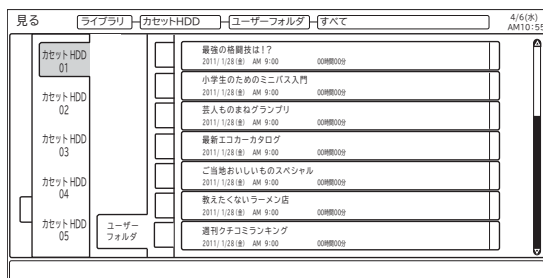 見る
ライブラリ
カセットHDD
ユーザーフォルダ
すべて
4/6(水)
AM10:55
カセットHDD
01
カセットHDD
02
カセットHDD
03
カセットHDD
04
カセットHDD
05
ユーザー
フォルダ
最強の格闘技は!?
2011/ 1/28(金) AM 9:00 00時間00分
小学生のためのミニバス入門
2011/ 1/28(金) AM 9:00 00時間00分
芸人ものまねグランプリ
2011/ 1/28(金) AM 9:00 00時間00分
最新エコカーカタログ
2011/ 1/28(金) AM 9:00 00時間00分
ご当地おいしいものスペシャル
2011/ 1/28(金) AM 9:00 00時間00分
教えたくないラーメン店
2011/ 1/28(金) AM 9:00 00時間00分
週刊クチコミランキング
2011/ 1/28(金) AM 9:00 00時間00分